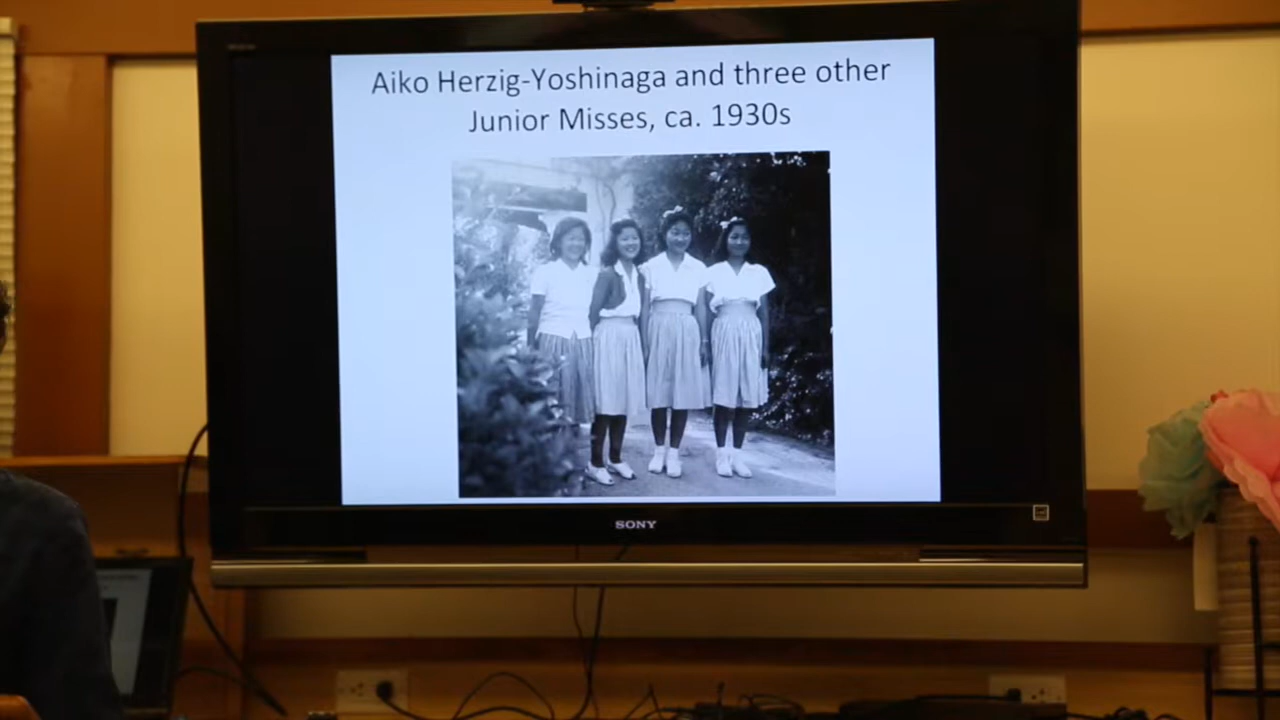 Aiko Herzig-Yoshinaga and three other
Junior Misses, ca. 1930s
SONY